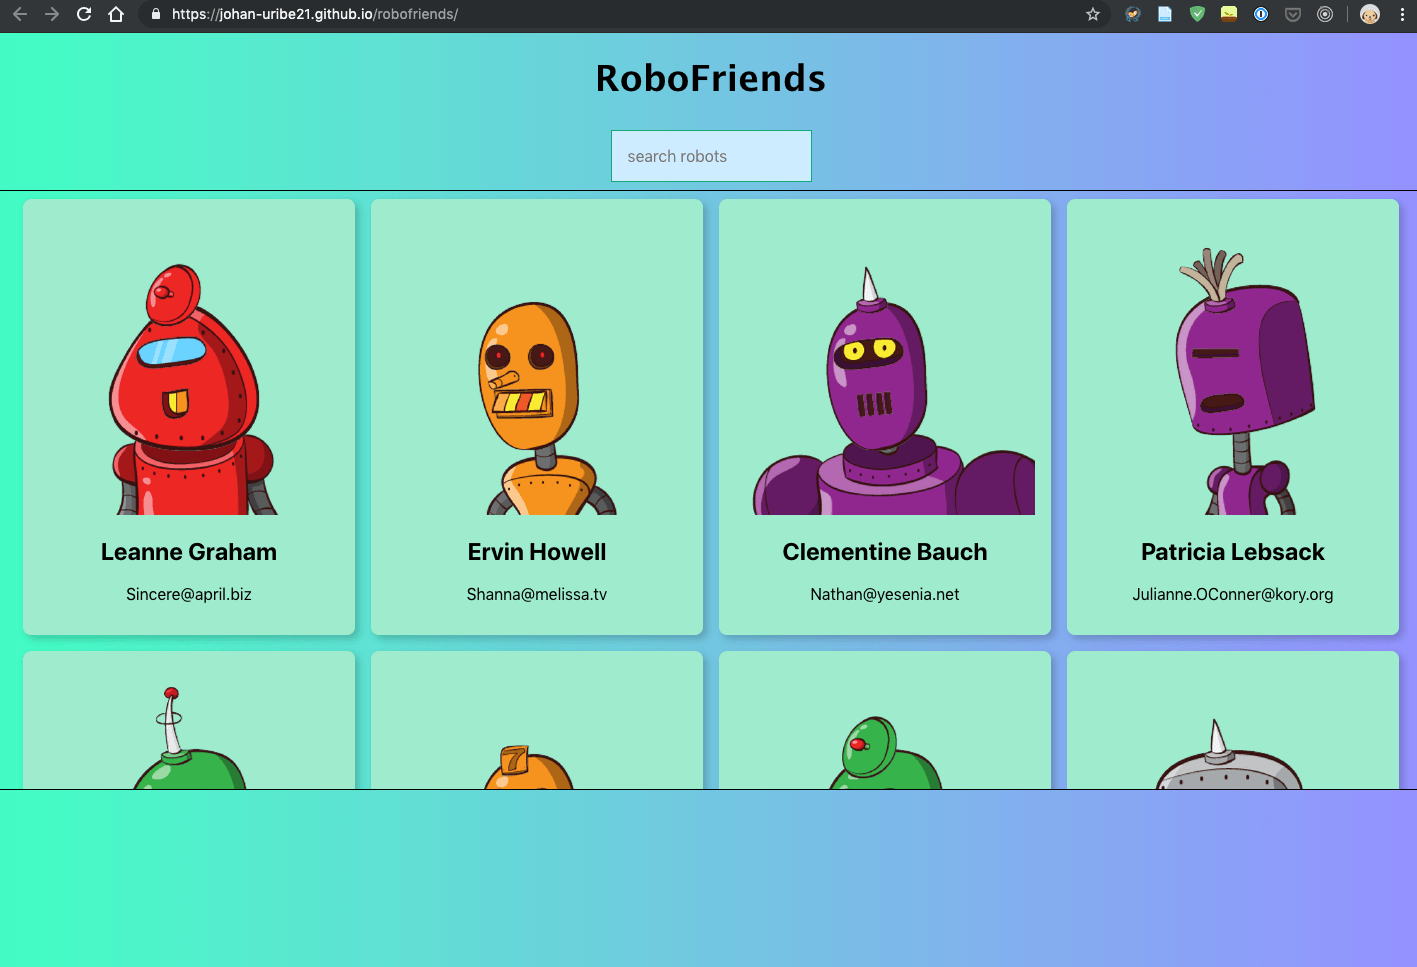 https://johan-uribe21.github.io/robofriends/
RoboFriends
search robots
Leanne Graham
Sincere@april.biz
Ervin Howell
Shanna@melissa.tv
Clementine Bauch
Nathan@yesenia.net
Patricia Lebsack
Julianne.OConner@kory.org
7